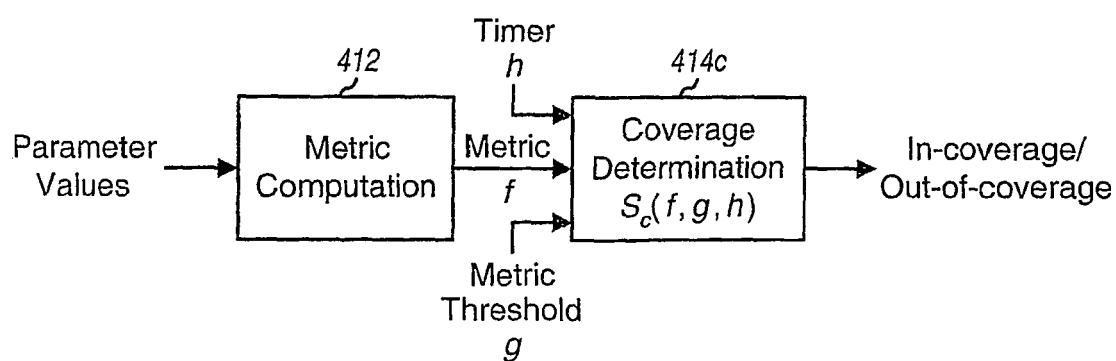 Timer
h
412
414c
Parameter
Values
Metric
Computation
Metric
f
Coverage
Determination
S_c(f, g, h)
In-coverage/
Out-of-coverage
Metric
Threshold
g